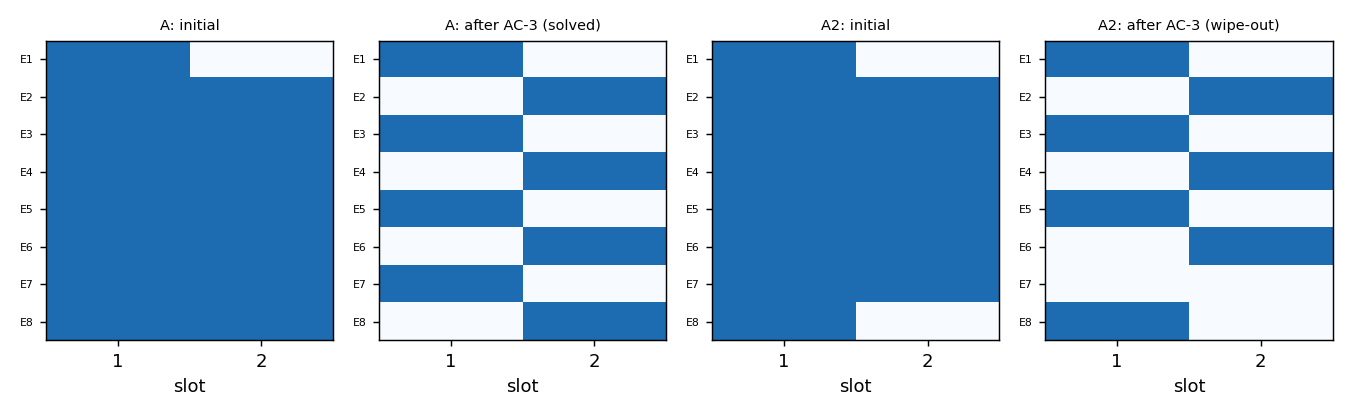 A: initial
E1
E2
E3
E4
E5
E6
E7
E8
1 2
slot
A: after AC-3 (solved)
E1
E2
E3
E4
E5
E6
E7
E8
1 2
slot
A2: initial
E1
E2
E3
E4
E5
E6
E7
E8
1 2
slot
A2: after AC-3 (wipe-out)
E1
E2
E3
E4
E5
E6
E7
E8
1 2
slot